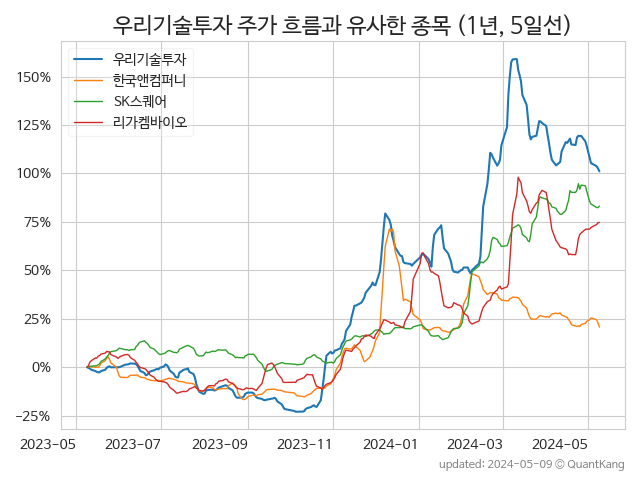 우리기술투자 주가 흐름과 유사한 종목 (1년, 5일선)
우리기술투자
한국앤컴퍼니
SK스퀘어
리가켐바이오
150%
125%
100%
75%
50%
25%
0%
−25%
2023-05 2023-07 2023-09 2023-11 2024-01 2024-03 2024-05
updated: 2024-05-09 © QuantKang